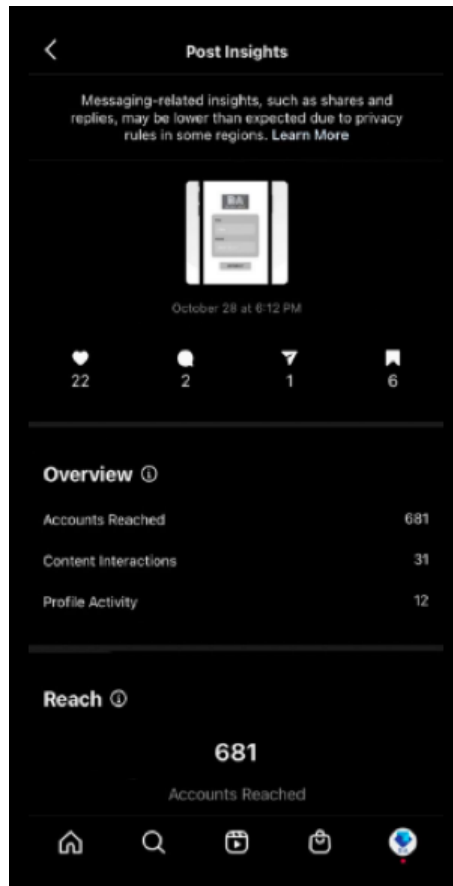 Post Insights
Messaging-related insights, such as shares and
replies, may be lower than expected due to privacy
rules in some regions. Learn More
October 28 at 6:12 PM
22 2 1 6
Overview
Accounts Reached 681
Content Interactions 31
Profile Activity 12
Reach
681
Accounts Reached